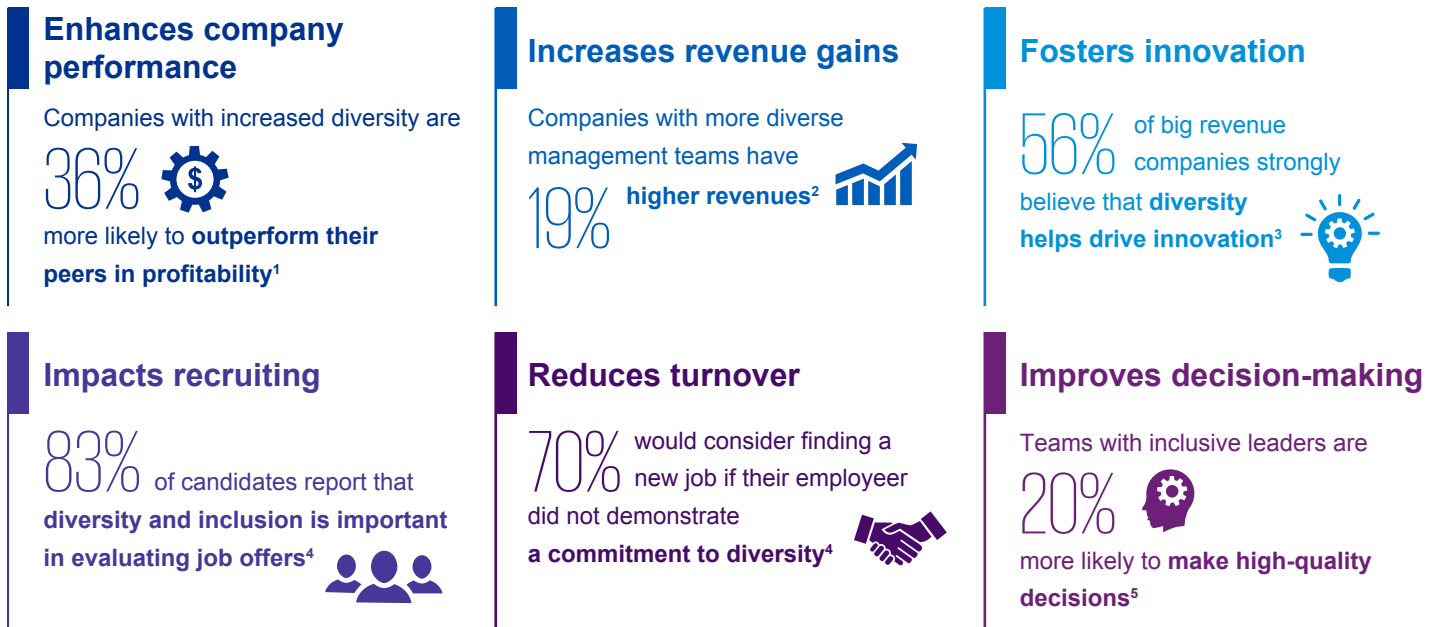 Enhances company
performance
Companies with increased diversity are
36%
$
more likely to outperform their
peers in profitability¹
Increases revenue gains
Companies with more diverse
management teams have
19% higher revenues²
Fosters innovation
56% of big revenue
companies strongly
believe that diversity
helps drive innovation³
Impacts recruiting
83% of candidates report that
diversity and inclusion is important
in evaluating job offers⁴
Reduces turnover
70% would consider finding a
new job if their employeer
did not demonstrate
a commitment to diversity⁴
Improves decision-making
Teams with inclusive leaders are
20%
more likely to make high-quality
decisions⁵